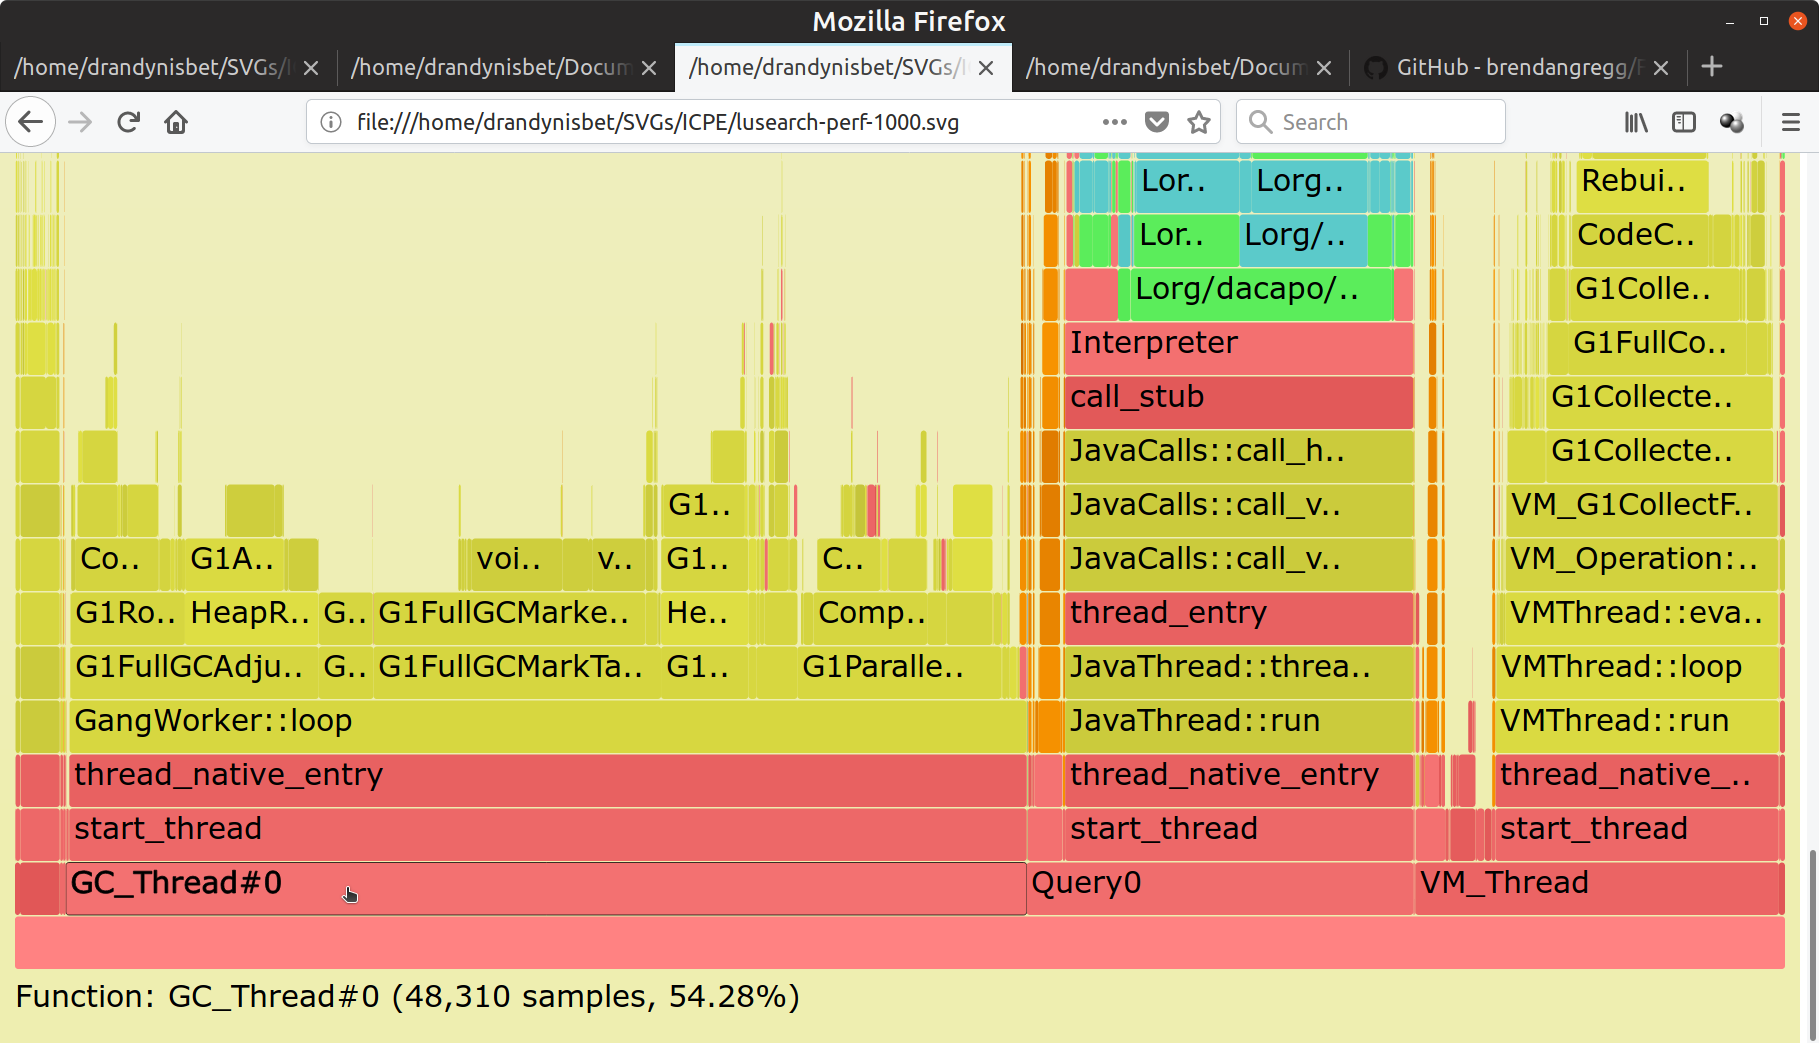 Mozilla Firefox
/home/drandynisbet/SVGs/I /home/drandynisbet/Docum /home/drandynisbet/SVGs/I /home/drandynisbet/Docum GitHub - brendangregg/F
file:///home/drandynisbet/SVGs/ICPE/lusearch-perf-1000.svg Search
Lor.. Lorg.. Rebui..
Lor.. Lorg/.. CodeC..
Lorg/dacapo/.. G1Colle..
Interpreter G1FullCo..
call_stub G1Collecte..
JavaCalls::call_h.. G1Collecte..
G1.. JavaCalls::call_v.. VM_G1CollectF..
Co.. G1A.. voi.. v.. G1.. C.. JavaCalls::call_v.. VM_Operation:..
G1Ro.. HeapR.. G.. G1FullGCMarke.. He.. Comp.. thread_entry VMThread::eva..
G1FullGCAdju.. G.. G1FullGCMarkTa.. G1.. G1Paralle.. JavaThread::threa.. VMThread::loop
GangWorker::loop JavaThread::run VMThread::run
thread_native_entry thread_native_entry thread_native_..
start_thread start_thread start_thread
GC_Thread#0 Query0 VM_Thread
Function: GC_Thread#0 (48,310 samples, 54.28%)